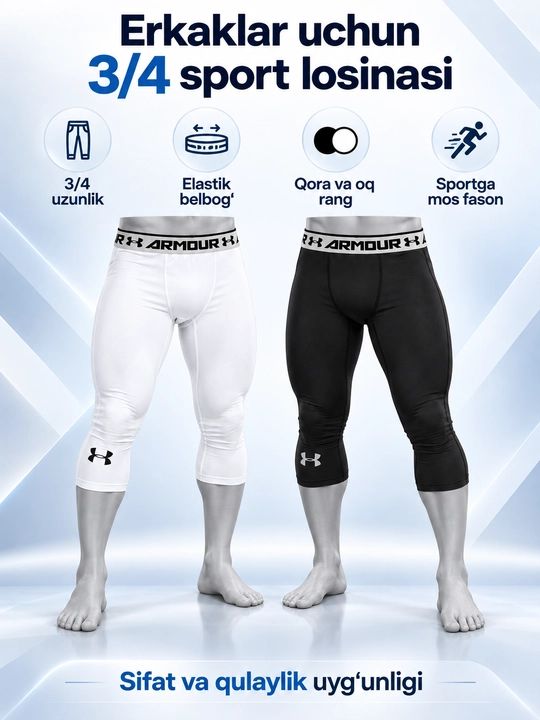 Erkaklar uchun
3/4 sport losinasi
3/4
uzunlik
Elastik
belbog‘
Qora va oq
rang
Sportga
mos fason
R ARMOUR A
R ARMOUR A
Sifat va qulaylik uyg‘unligi